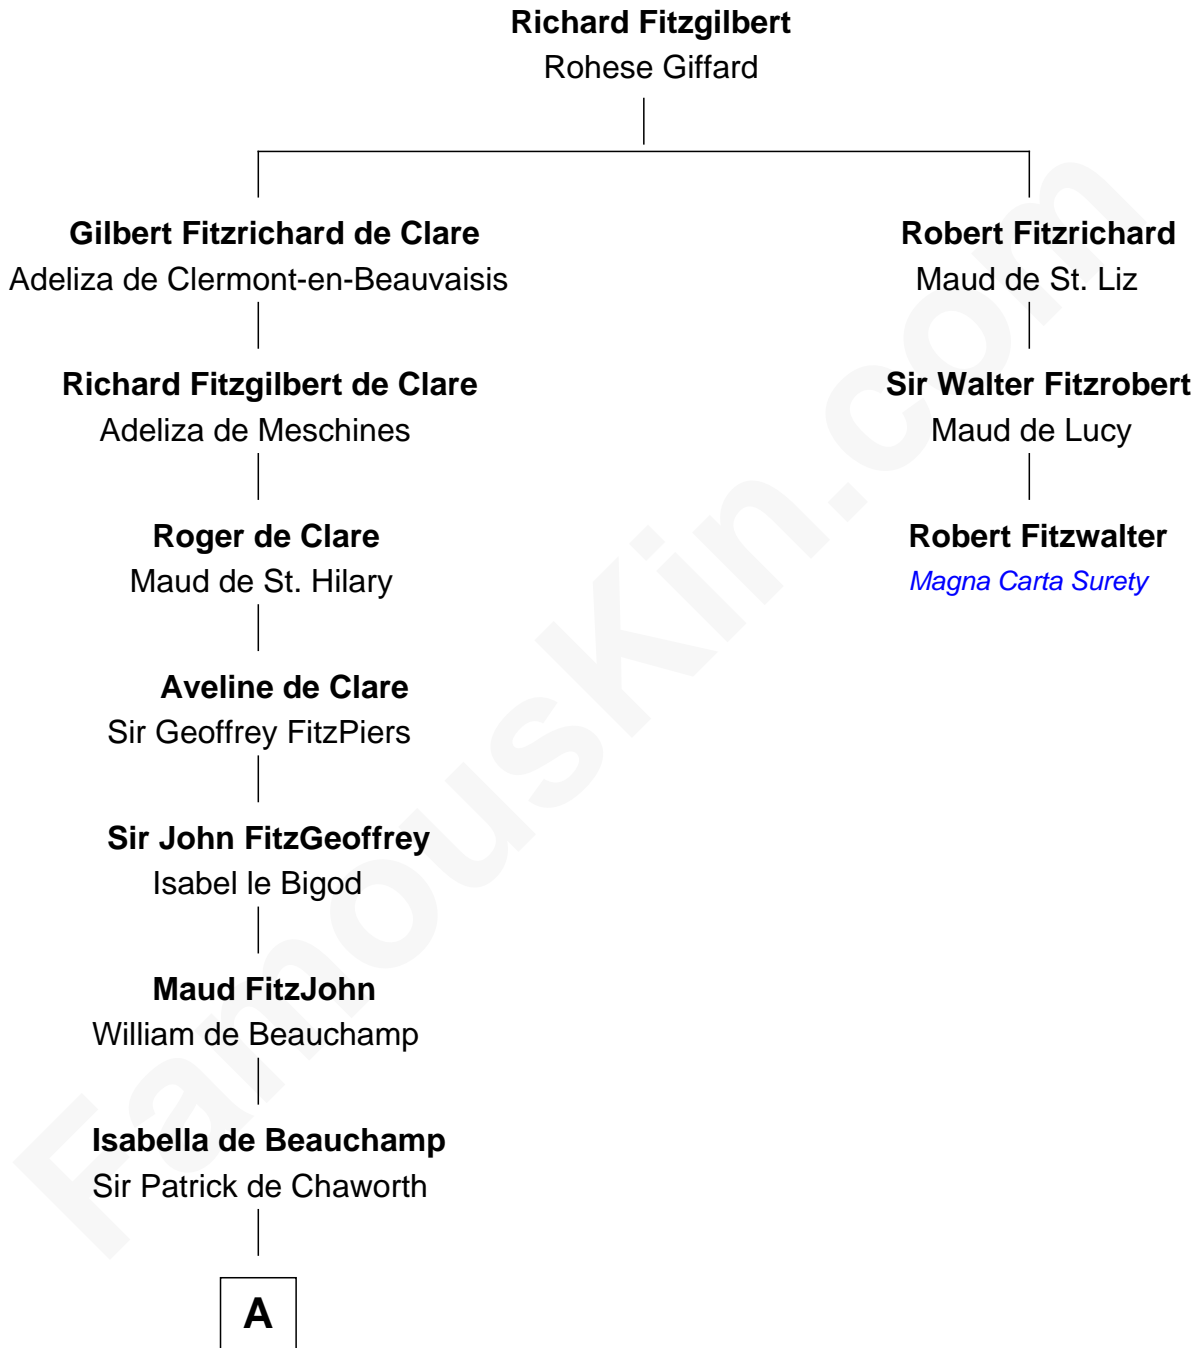 Richard Fitzgilbert
Rohese Giffard
Gilbert Fitzrichard de Clare
Adeliza de Clermont-en-Beauvaisis
Robert Fitzrichard
Maud de St. Liz
Richard Fitzgilbert de Clare
Adeliza de Meschines
Sir Walter Fitzrobert
Maud de Lucy
Roger de Clare
Maud de St. Hilary
Robert Fitzwalter
Magna Carta Surety
Aveline de Clare
Sir Geoffrey FitzPiers
Sir John FitzGeoffrey
Isabel le Bigod
Maud FitzJohn
William de Beauchamp
Isabella de Beauchamp
Sir Patrick de Chaworth
A
FamousKin.com